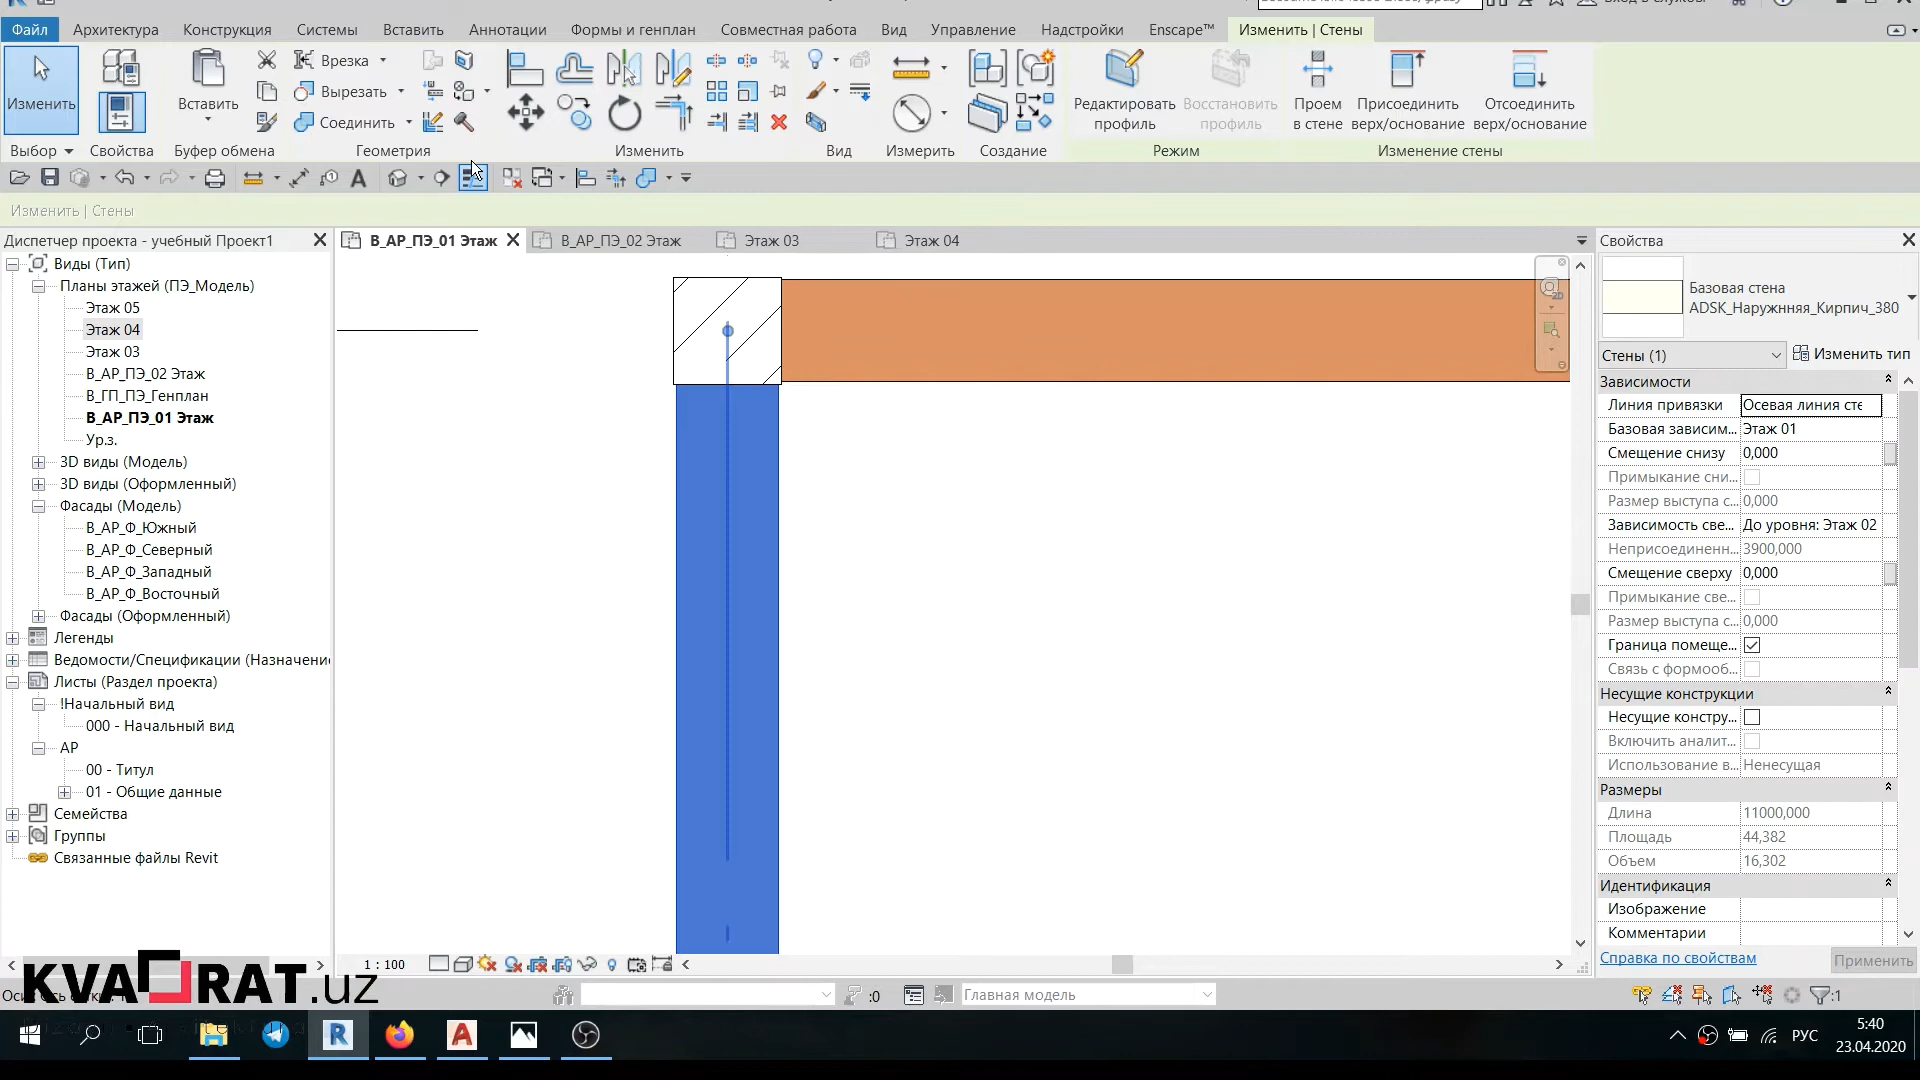 Файл Архитектура Конструкция Системы Вставить Аннотации Формы и генплан Совместная работа Вид Управление Надстройки Enscape™ Изменить | Стены
Врезка
Вырезать
Соединить
Изменить
Вставить
Редактировать профиль
Восстановить профиль
Проем в стене
Присоединить верх/основание
Отсоединить верх/основание
Выбор Свойства Буфер обмена Геометрия Изменить Вид Измерить Создание Режим Изменение стены
Изменить | Стены
Диспетчер проекта - учебный Проект1
В_АР_ПЭ_01 Этаж В_АР_ПЭ_02 Этаж Этаж 03 Этаж 04
Виды (Тип)
Планы этажей (ПЭ_Модель)
Этаж 05
Этаж 04
Этаж 03
В_АР_ПЭ_02 Этаж
В_ГП_ПЭ_Генплан
В_АР_ПЭ_01 Этаж
Ур.з.
3D виды (Модель)
3D виды (Оформленный)
Фасады (Модель)
В_АР_Ф_Южный
В_АР_Ф_Северный
В_АР_Ф_Западный
В_АР_Ф_Восточный
Фасады (Оформленный)
Легенды
Ведомости/Спецификации (Назначени
Листы (Раздел проекта)
!Начальный вид
000 - Начальный вид
АР
00 - Титул
01 - Общие данные
Семейства
Группы
Связанные файлы Revit
2D
Свойства
Базовая стена
ADSK_Наружнняя_Кирпич_380
Стены (1) Изменить тип
Зависимости
Линия привязки Осевая линия сте
Базовая зависим... Этаж 01
Смещение снизу 0,000
Примыкание сни...
Размер выступа с... 0,000
Зависимость све... До уровня: Этаж 02
Неприсоединенн... 3900,000
Смещение сверху 0,000
Примыкание све...
Размер выступа с... 0,000
Граница помеще...
Связь с формооб...
Несущие конструкции
Несущие констру...
Включить аналит...
Использование в... Ненесущая
Размеры
Длина 11000,000
Площадь 44,382
Объем 16,302
Идентификация
Изображение
Комментарии
Справка по свойствам Применить
1 : 100
KVADRAT.uz
:0 Главная модель :1
РУС
5:40
23.04.2020